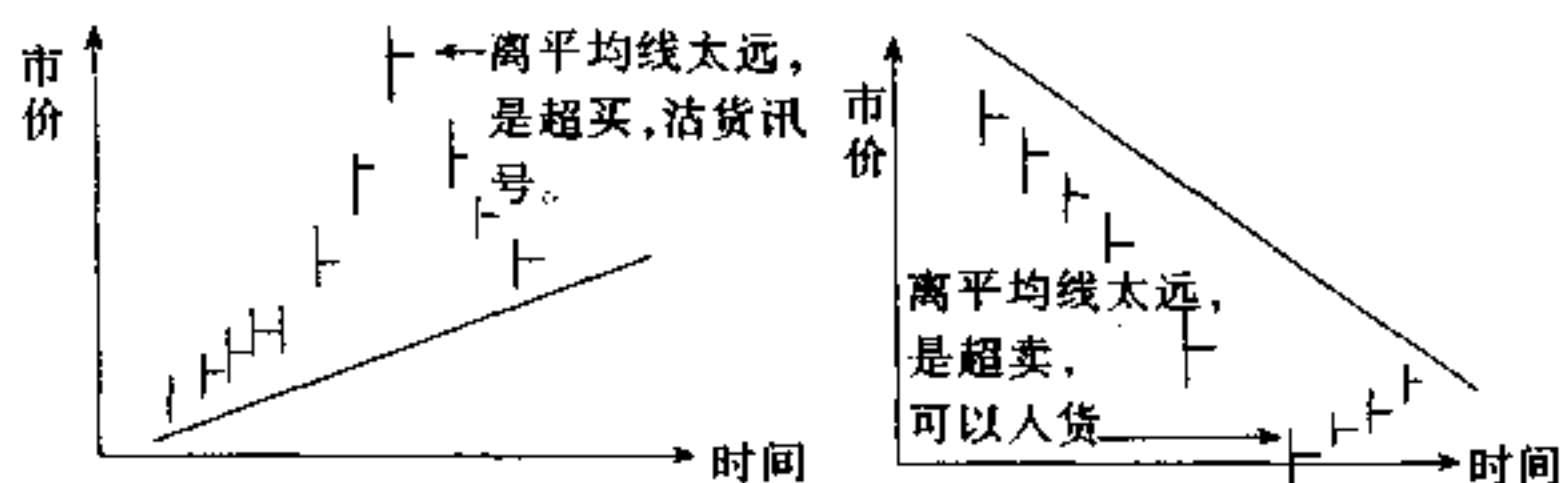 市
价
离平均线太远，
是超买，沽货讯
号。
时间
市
价
离平均线太远，
是超卖，
可以人货
时间